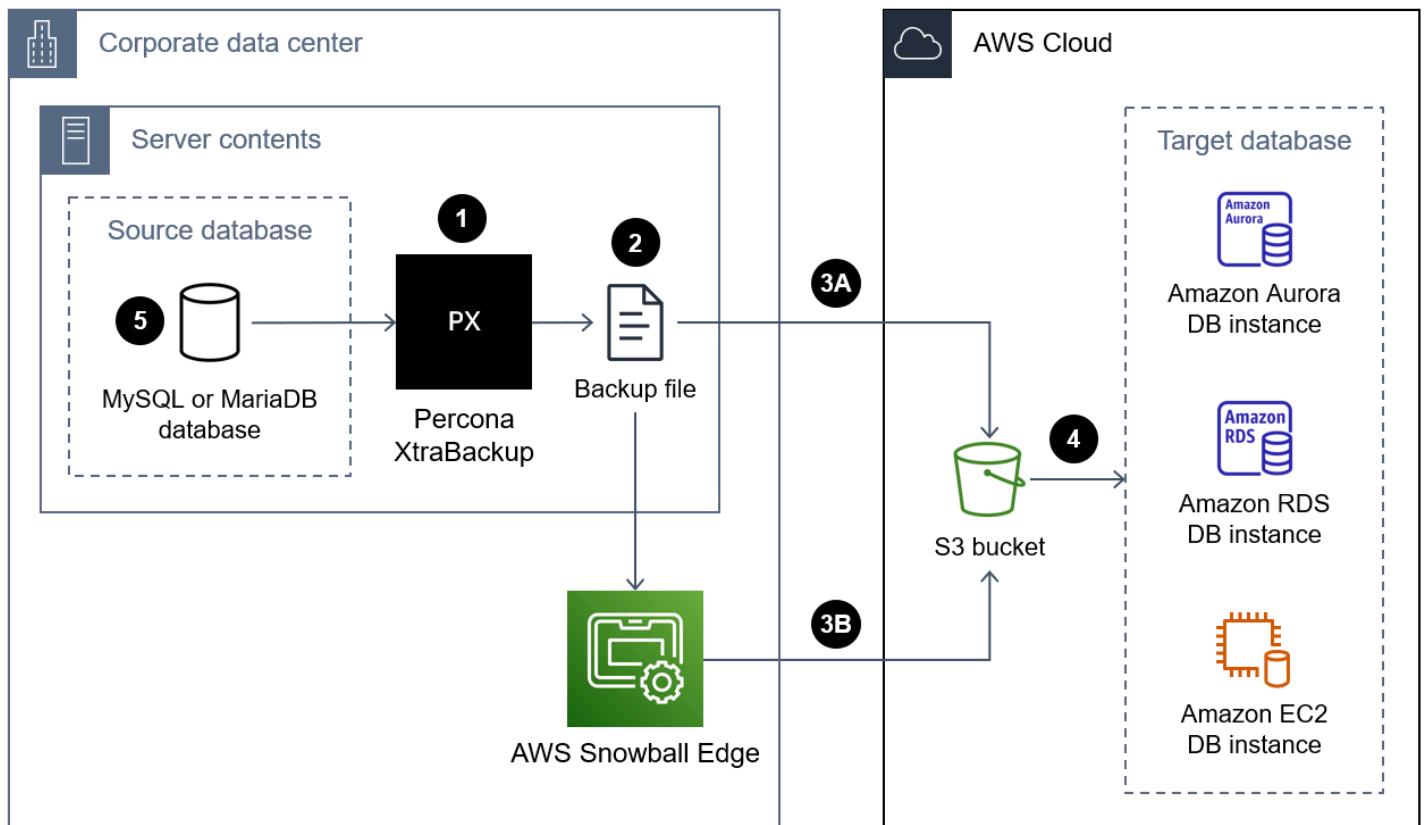 Corporate data center
Server contents
Source database
5
MySQL or MariaDB
database
1
PX
Percona
XtraBackup
2
Backup file
AWS Snowball Edge
3A
3B
AWS Cloud
S3 bucket
4
Target database
Amazon
Aurora
Amazon Aurora
DB instance
Amazon
RDS
Amazon RDS
DB instance
Amazon EC2
DB instance